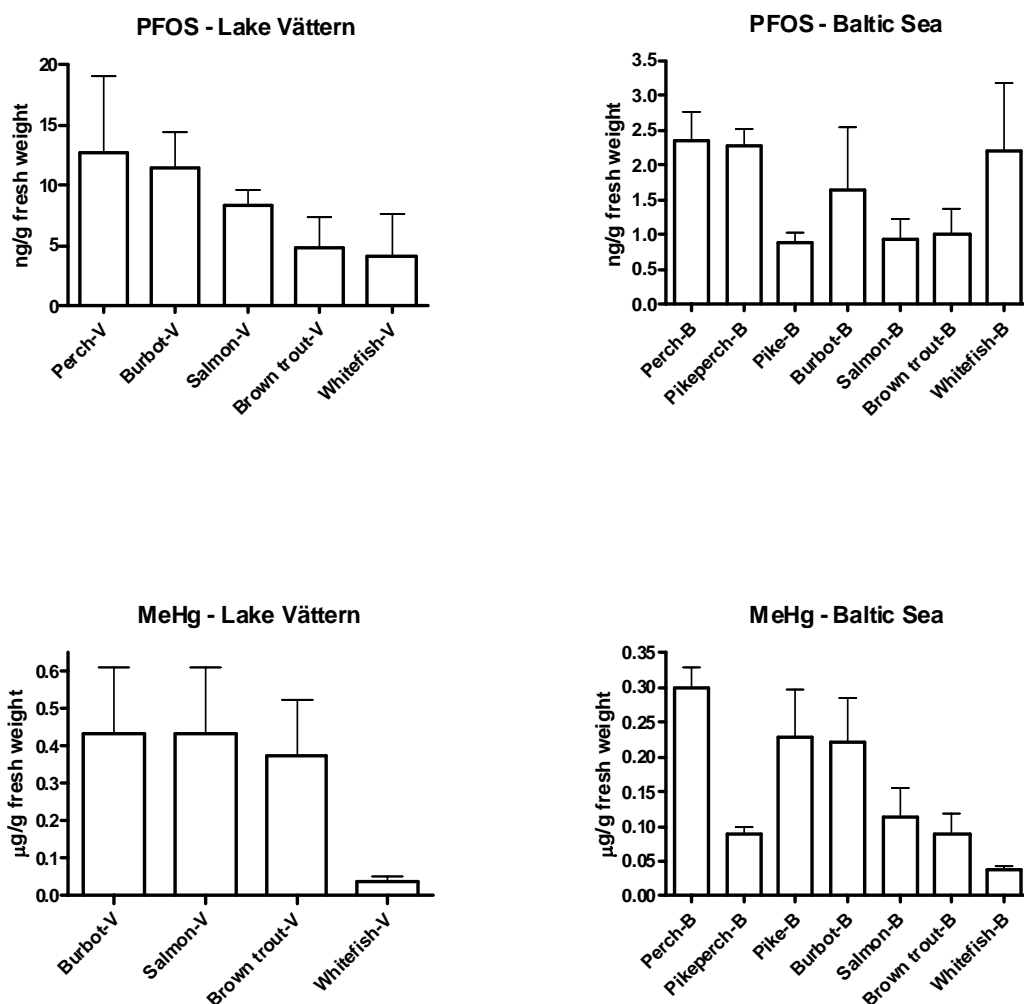 PFOS - Lake Vättern
ng/g fresh weight
20
15
10
5
0
Perch-V
Burbot-V
Salmon-V
Brown trout-V
Whitefish-V
PFOS - Baltic Sea
ng/g fresh weight
3.5
3.0
2.5
2.0
1.5
1.0
0.5
0.0
Perch-B
Pikeperch-B
Pike-B
Burbot-B
Salmon-B
Brown trout-B
Whitefish-B
MeHg - Lake Vättern
µg/g fresh weight
0.6
0.5
0.4
0.3
0.2
0.1
0.0
Burbot-V
Salmon-V
Brown trout-V
Whitefish-V
MeHg - Baltic Sea
µg/g fresh weight
0.35
0.30
0.25
0.20
0.15
0.10
0.05
0.00
Perch-B
Pikeperch-B
Pike-B
Burbot-B
Salmon-B
Brown trout-B
Whitefish-B